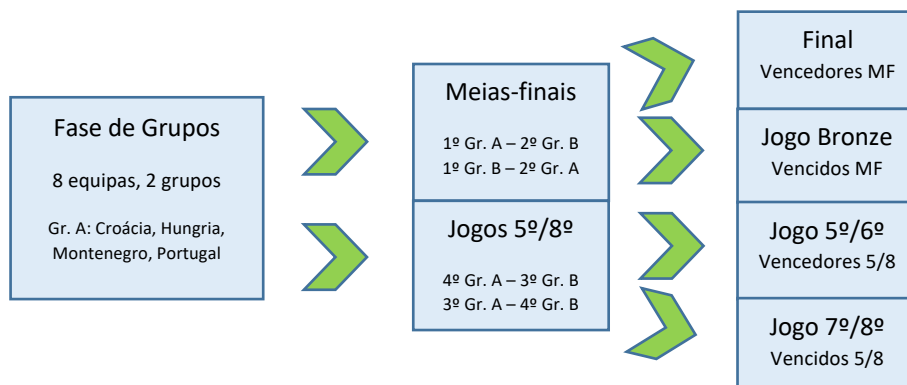 Fase de Grupos
8 equipas, 2 grupos
Gr. A: Croácia, Hungria,
Montenegro, Portugal
Meias-finais
1º Gr. A – 2º Gr. B
1º Gr. B – 2º Gr. A
Jogos 5º/8º
4º Gr. A – 3º Gr. B
3º Gr. A – 4º Gr. B
Final
Vencedores MF
Jogo Bronze
Vencidos MF
Jogo 5º/6º
Vencedores 5/8
Jogo 7º/8º
Vencidos 5/8